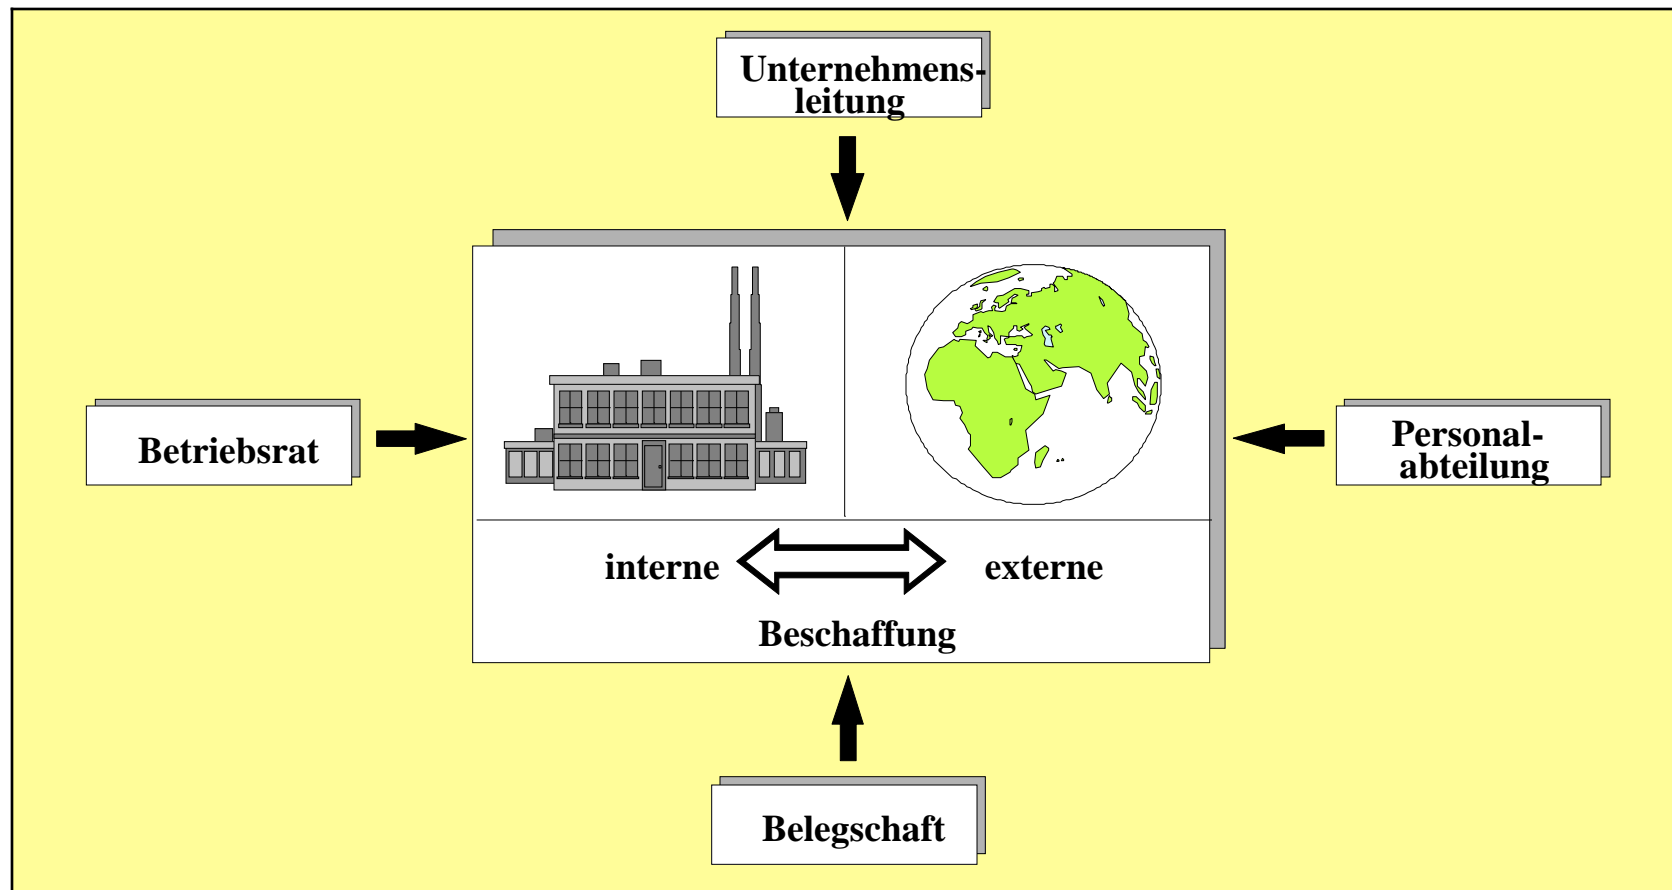 Unternehmens-
leitung
Betriebsrat
Personal-
abteilung
interne
externe
Beschaffung
Belegschaft